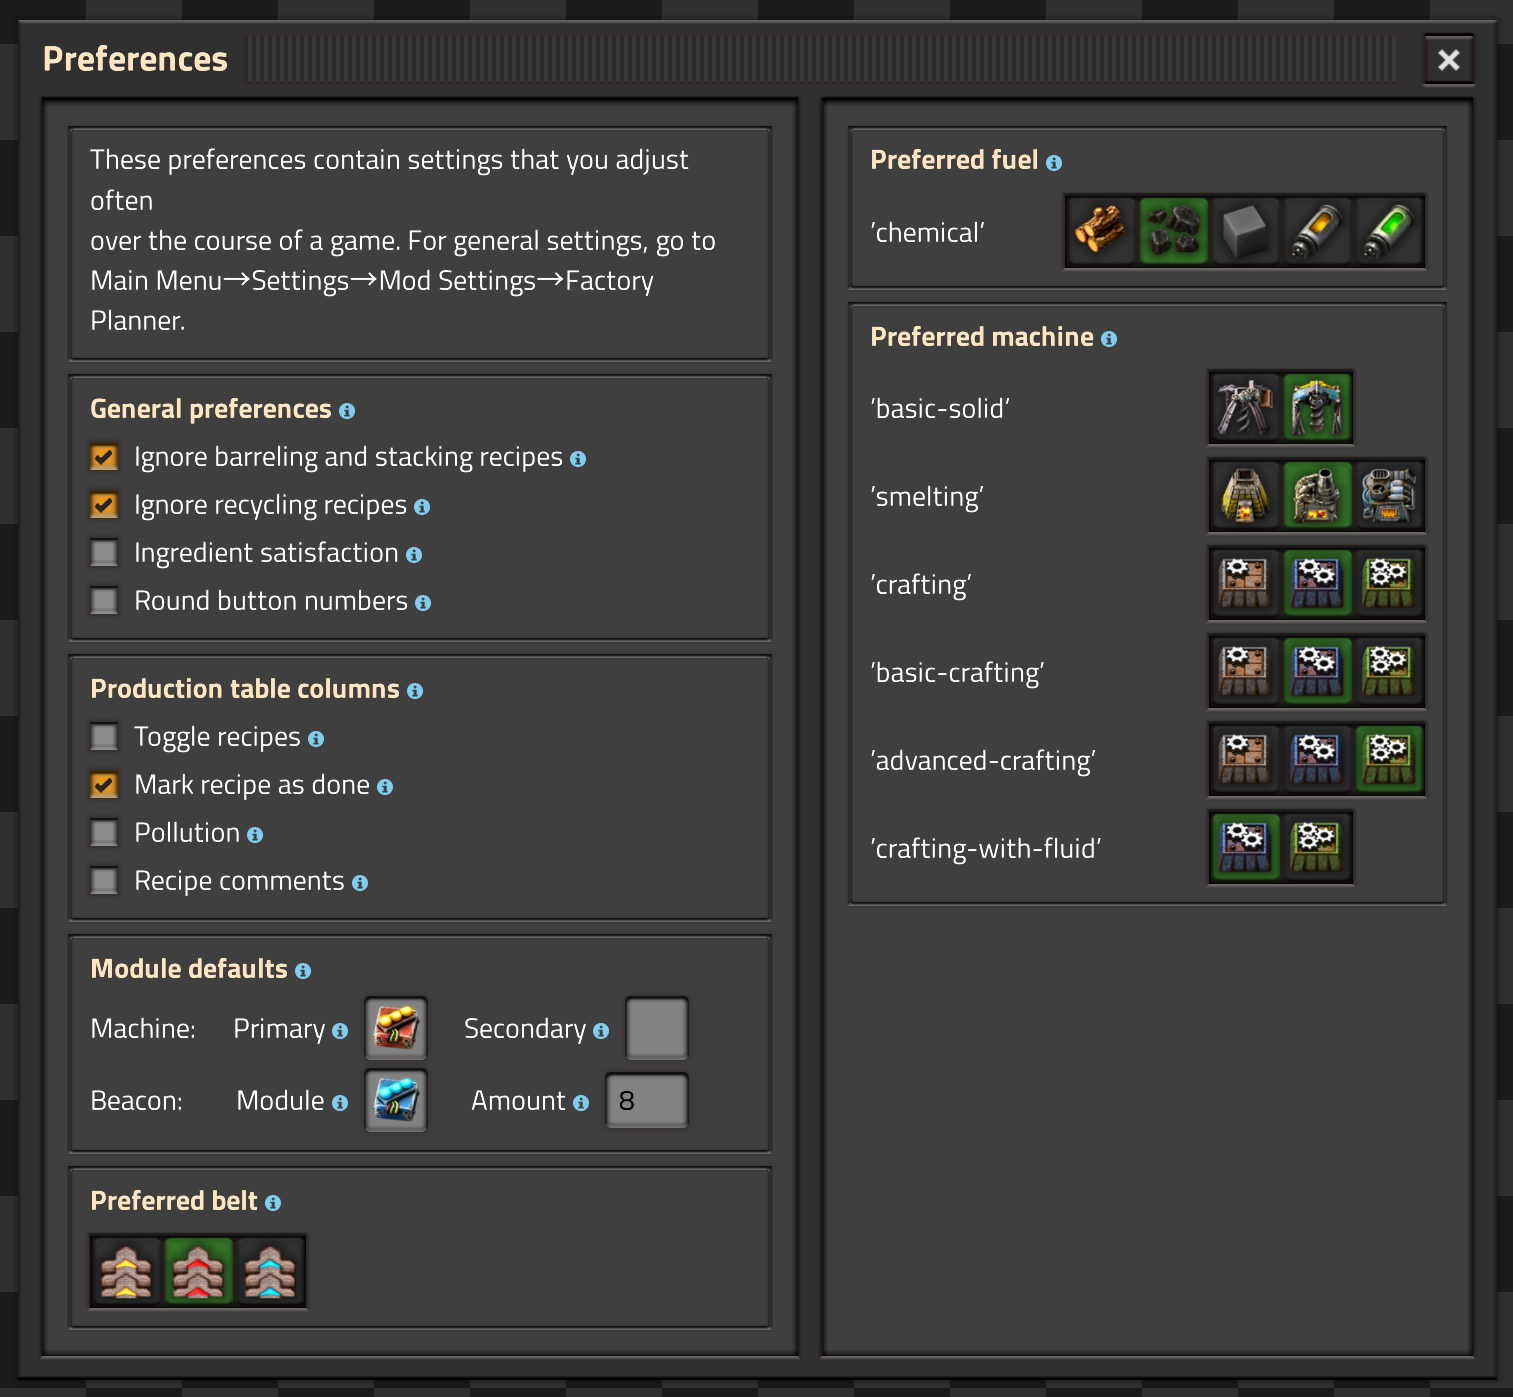 Preferences
These preferences contain settings that you adjust
often
over the course of a game. For general settings, go to
Main Menu→Settings→Mod Settings→Factory
Planner.
General preferences
Ignore barreling and stacking recipes
Ignore recycling recipes
Ingredient satisfaction
Round button numbers
Production table columns
Toggle recipes
Mark recipe as done
Pollution
Recipe comments
Module defaults
Machine: Primary Secondary
Beacon: Module Amount 8
Preferred belt
Preferred fuel
'chemical'
Preferred machine
'basic-solid'
'smelting'
'crafting'
'basic-crafting'
'advanced-crafting'
'crafting-with-fluid'